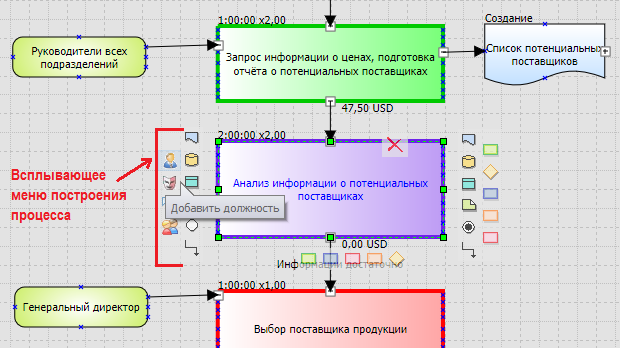 1:00:00 x2,00
Создание
Руководители всех
подразделений
Запрос информации о ценах, подготовка
отчёта о потенциальных поставщиках
Список потенциальных
поставщиков
47,50 USD
2:00:00 x2,00
Всплывающее
меню построения
процесса
Анализ информации о потенциальных
поставщиках
Добавить должность
0,00 USD
Информации достаточно
1:00:00 x1,00
Генеральный директор
Выбор поставщика продукции